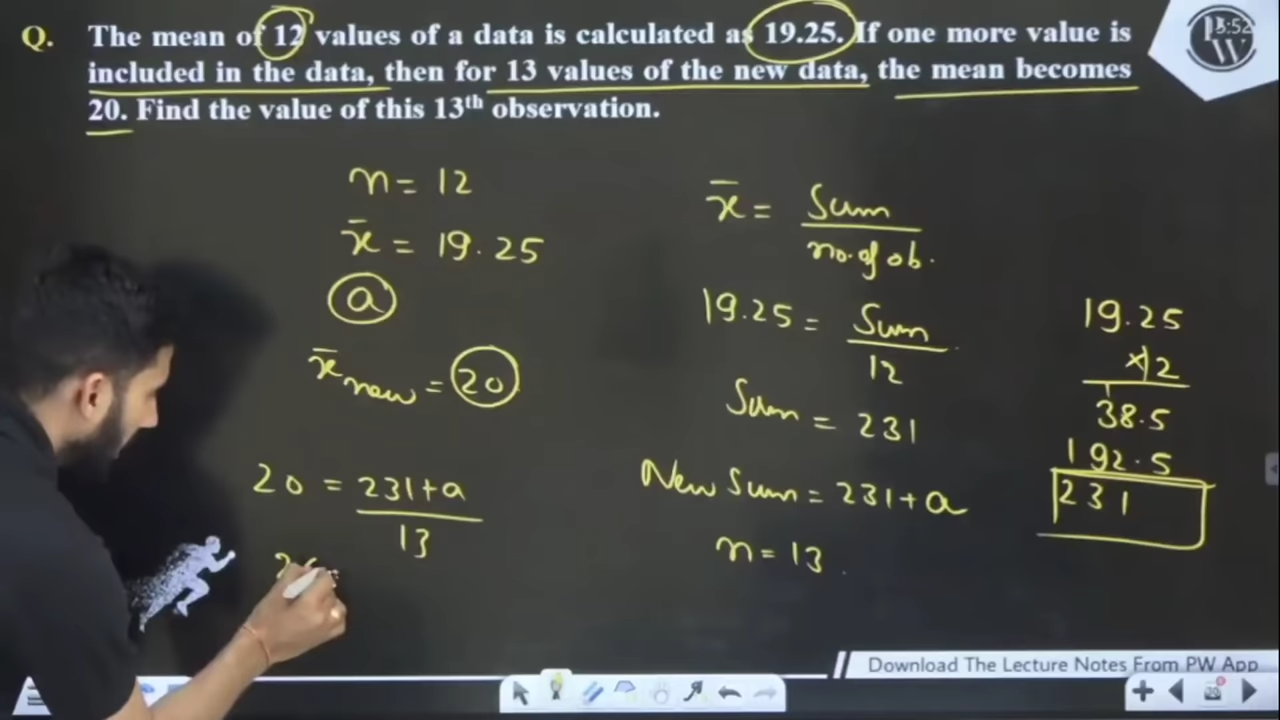 Q. The mean of 12 values of a data is calculated as 19.25. If one more value is
included in the data, then for 13 values of the new data, the mean becomes
20. Find the value of this 13th observation.
n = 12
x̄ = 19.25
a
x̄ new = 20
20 = 231+a
13
x̄ = Sum
no. of ob.
19.25 = Sum
12
Sum = 231
New Sum = 231+a
n = 13
19.25
×12
38.5
192.5
231
Download The Lecture Notes From PW App